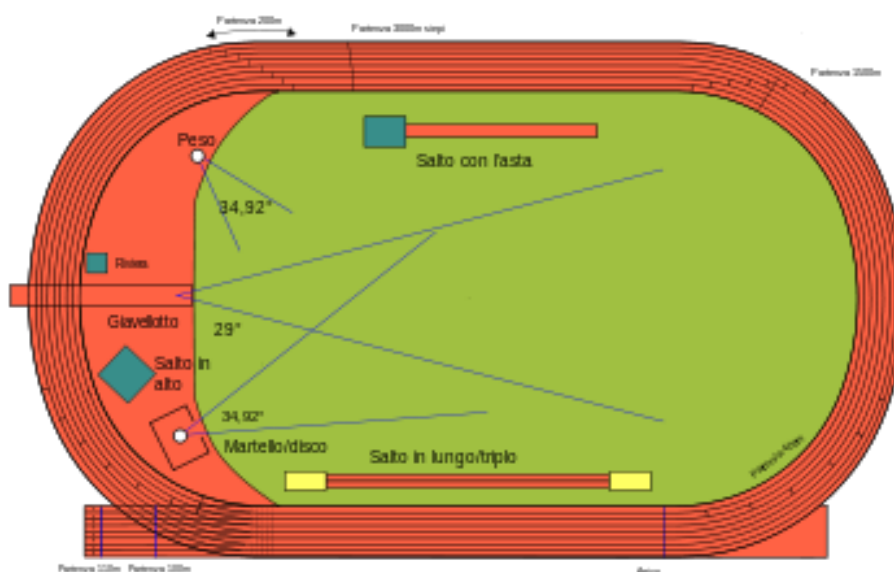 Partenza 200m
Partenza 3000m siepi
Partenza 1500m
Peso
Salto con l'asta
34,92°
Riviera
Giavellotto
29°
Salto in
alto
34,92°
Martello/disco
Salto in lungo/triplo
Partenza 110m
Partenza 100m
Arrivo